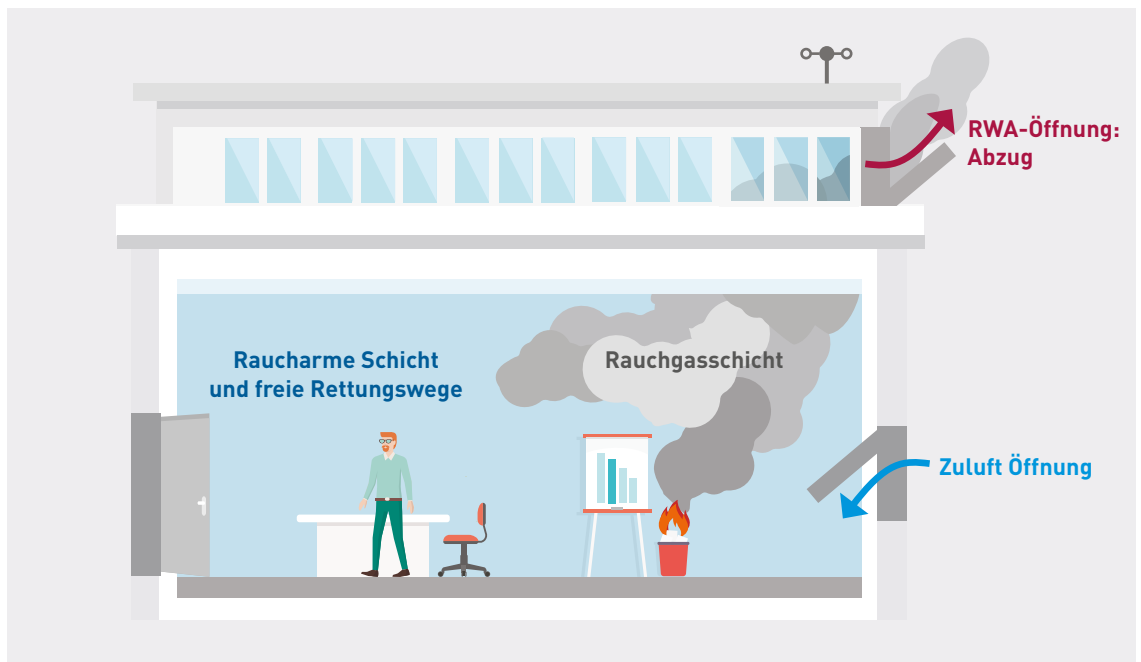 RWA-Öffnung:
Abzug
Raucharme Schicht
und freie Rettungswege
Rauchgasschicht
Zuluft Öffnung